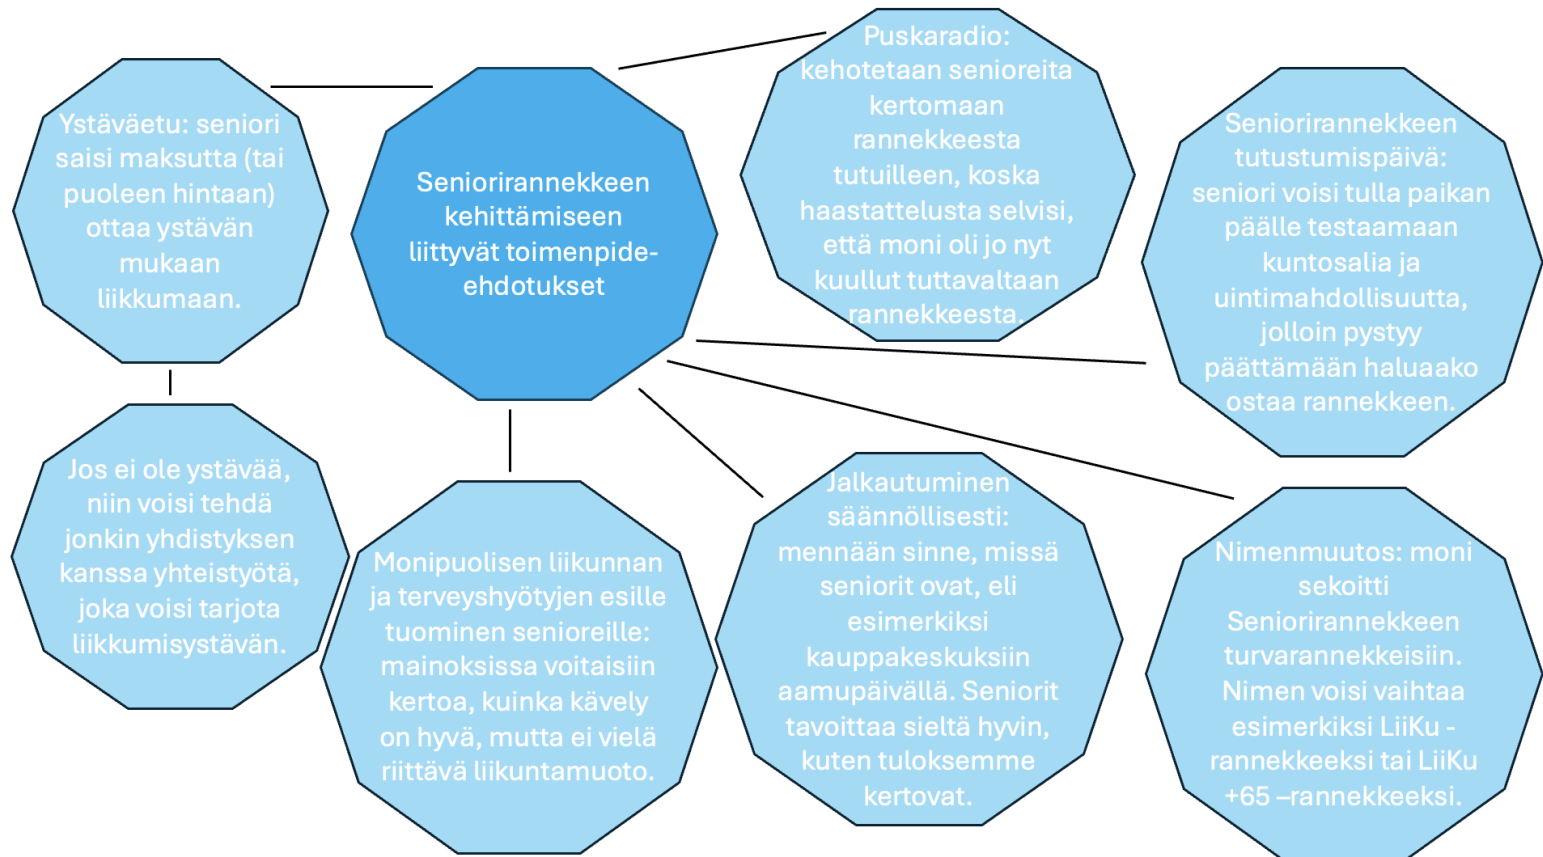 Ystäväetu: seniori
saisi maksutta (tai
puoleen hintaan)
ottaa ystävän
mukaan
liikkumaan.
Seniorirannekkeen
kehittämiseen
liittyvät toimenpide-
ehdotukset
Puskaradio:
kehotetaan senioreita
kertomaan
rannekkeesta
tutuilleen, koska
haastattelusta selvisi,
että moni oli jo nyt
kuullut tuttavaltaan
rannekkeesta.
Seniorirannekkeen
tutustumispäivä:
seniori voisi tulla paikan
päälle testaamaan
kuntosalia ja
uintimahdollisuutta,
jolloin pystyy
päättämään haluaako
ostaa rannekkeen.
Jos ei ole ystävää,
niin voisi tehdä
jonkin yhdistyksen
kanssa yhteistyötä,
joka voisi tarjota
liikkumisystävän.
Monipuolisen liikunnan
ja terveyshyötyjen esille
tuominen senioreille:
mainoksissa voitaisiin
kertoa, kuinka kävely
on hyvä, mutta ei vielä
riittävä liikuntamuoto.
Jalkautuminen
säännöllisesti:
mennään sinne, missä
seniorit ovat, eli
esimerkiksi
kauppakeskuksiin
aamupäivällä. Seniorit
tavoittaa sieltä hyvin,
kuten tuloksemme
kertovat.
Nimenmuutos: moni
sekoitti
Seniorirannekkeen
turvarannekkeisiin.
Nimen voisi vaihtaa
esimerkiksi LiiKu -
rannekkeeksi tai LiiKu
+65 –rannekkeeksi.